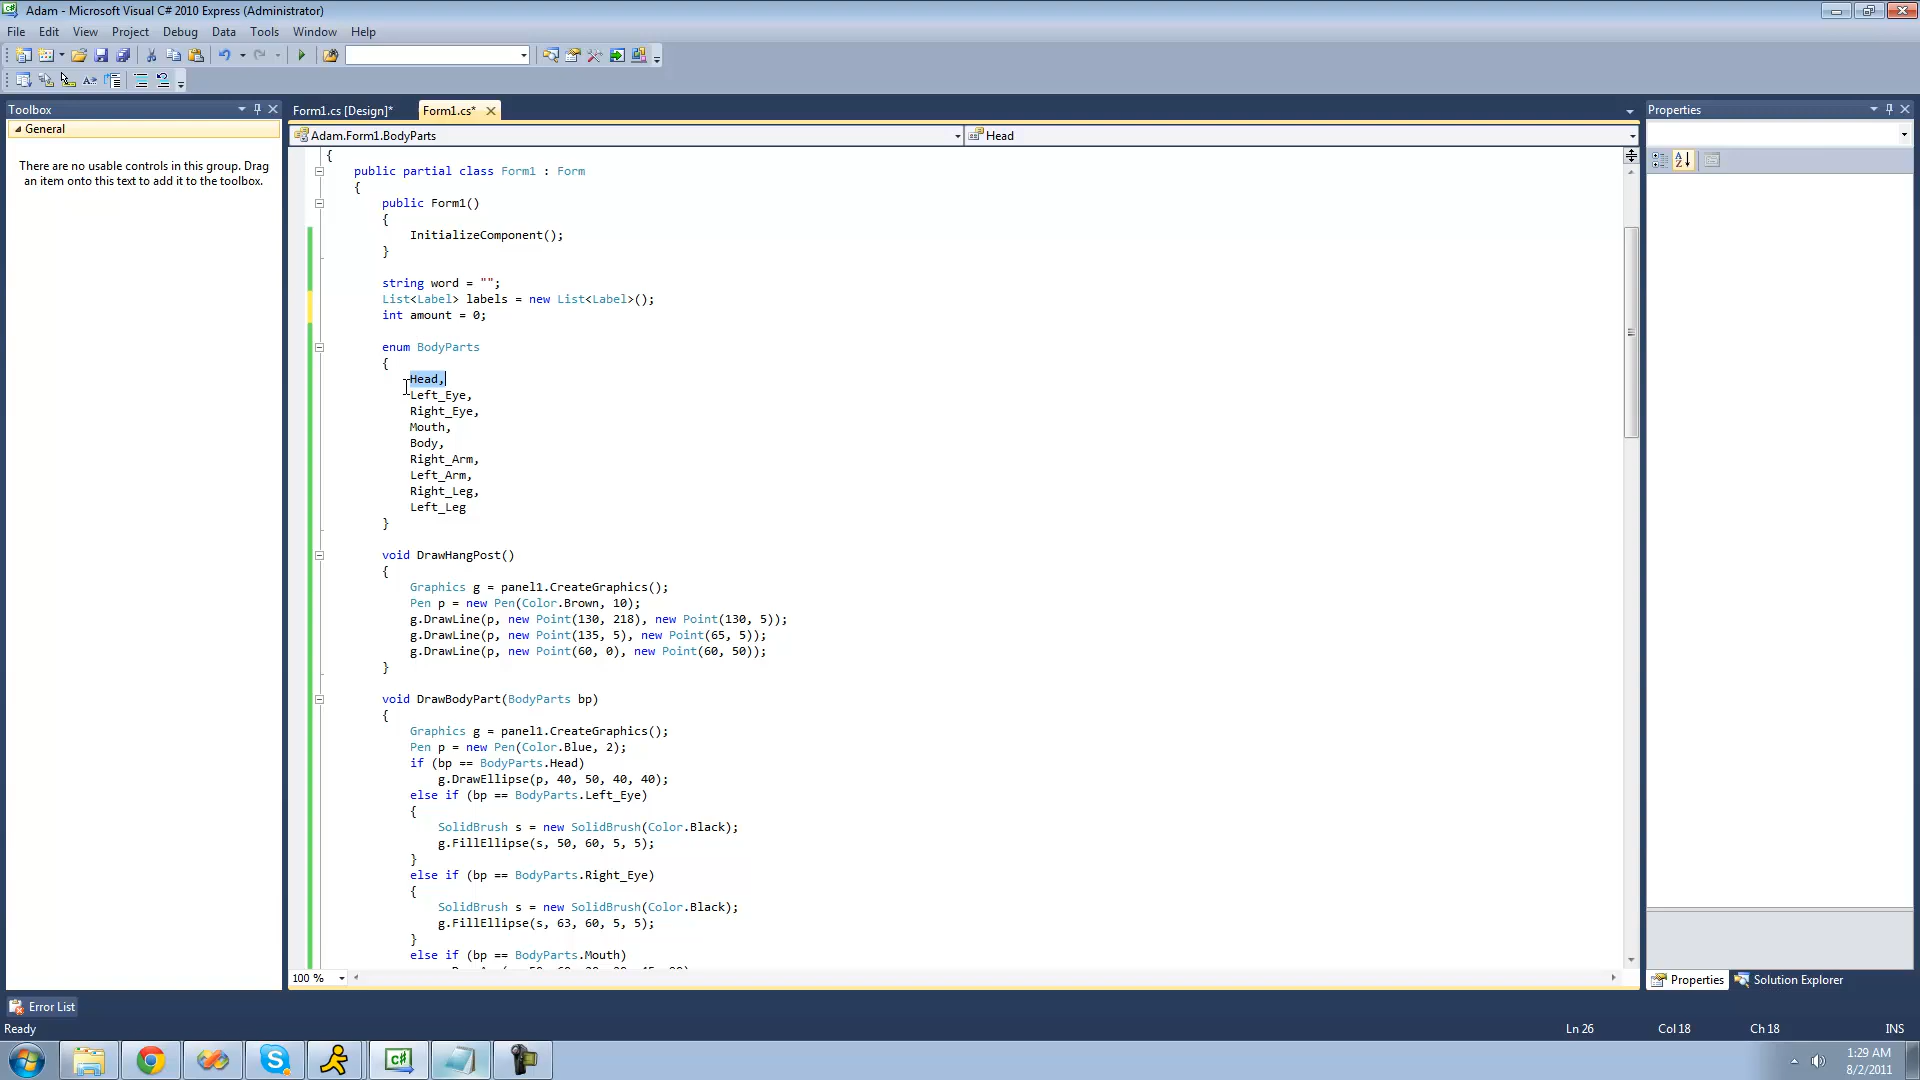 Adam - Microsoft Visual C# 2010 Express (Administrator)
File Edit View Project Debug Data Tools Window Help
Toolbox
General
There are no usable controls in this group. Drag
an item onto this text to add it to the toolbox.
Form1.cs [Design]* Form1.cs*
Adam.Form1.BodyParts Head
{
public partial class Form1 : Form
{
public Form1()
{
InitializeComponent();
}
string word = "";
List<Label> labels = new List<Label>();
int amount = 0;
enum BodyParts
{
Head,
Left_Eye,
Right_Eye,
Mouth,
Body,
Right_Arm,
Left_Arm,
Right_Leg,
Left_Leg
}
void DrawHangPost()
{
Graphics g = panel1.CreateGraphics();
Pen p = new Pen(Color.Brown, 10);
g.DrawLine(p, new Point(130, 218), new Point(130, 5));
g.DrawLine(p, new Point(135, 5), new Point(65, 5));
g.DrawLine(p, new Point(60, 0), new Point(60, 50));
}
void DrawBodyPart(BodyParts bp)
{
Graphics g = panel1.CreateGraphics();
Pen p = new Pen(Color.Blue, 2);
if (bp == BodyParts.Head)
g.DrawEllipse(p, 40, 50, 40, 40);
else if (bp == BodyParts.Left_Eye)
{
SolidBrush s = new SolidBrush(Color.Black);
g.FillEllipse(s, 50, 60, 5, 5);
}
else if (bp == BodyParts.Right_Eye)
{
SolidBrush s = new SolidBrush(Color.Black);
g.FillEllipse(s, 63, 60, 5, 5);
}
else if (bp == BodyParts.Mouth)
100 %
Properties
Properties Solution Explorer
Error List
Ready Ln 26 Col 18 Ch 18 INS
1:29 AM
8/2/2011